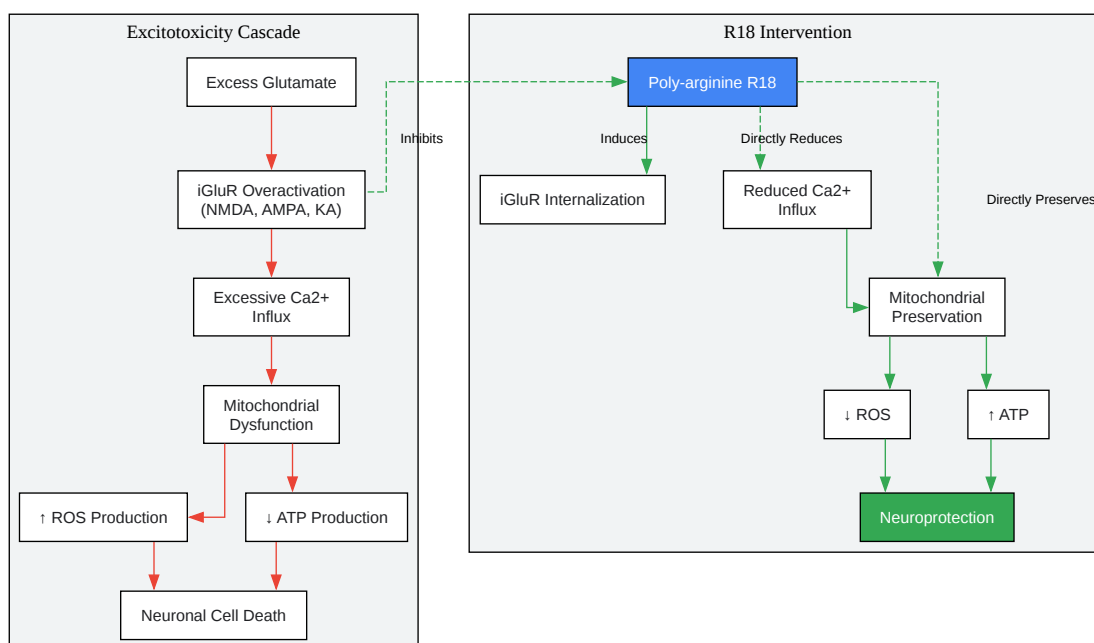 Excitotoxicity Cascade
Excess Glutamate
iGluR Overactivation
(NMDA, AMPA, KA)
Excessive Ca2+
Influx
Mitochondrial
Dysfunction
↑ ROS Production
↓ ATP Production
Neuronal Cell Death
Inhibits
R18 Intervention
Poly-arginine R18
Induces
Directly Reduces
iGluR Internalization
Reduced Ca2+
Influx
Directly Preserves
Mitochondrial
Preservation
↓ ROS
↑ ATP
Neuroprotection